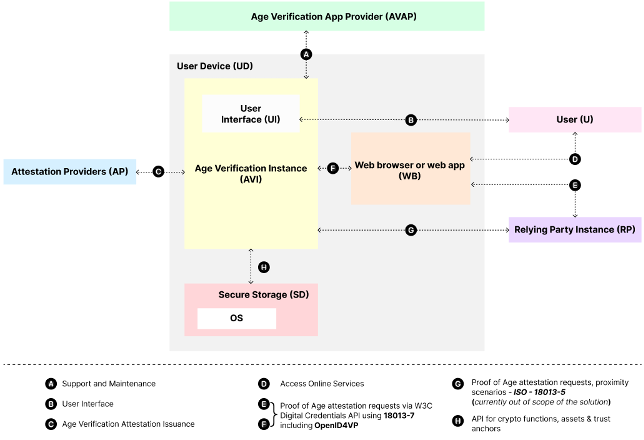 Age Verification App Provider (AVAP)
A
User Device (UD)
User
Interface (UI)
B
User (U)
D
Attestation Providers (AP)
C
Age Verification Instance
(AVI)
F
Web browser or web app
(WB)
E
G
Relying Party Instance (RP)
H
Secure Storage (SD)
OS
A Support and Maintenance
B User Interface
C Age Verification Attestation Issuance
D Access Online Services
E Proof of Age attestation requests via W3C
Digital Credentials API using 18013-7
F including OpenID4VP
G Proof of Age attestation requests, proximity
scenarios - ISO - 18013-5
(currently out of scope of the solution)
H API for crypto functions, assets & trust
anchors